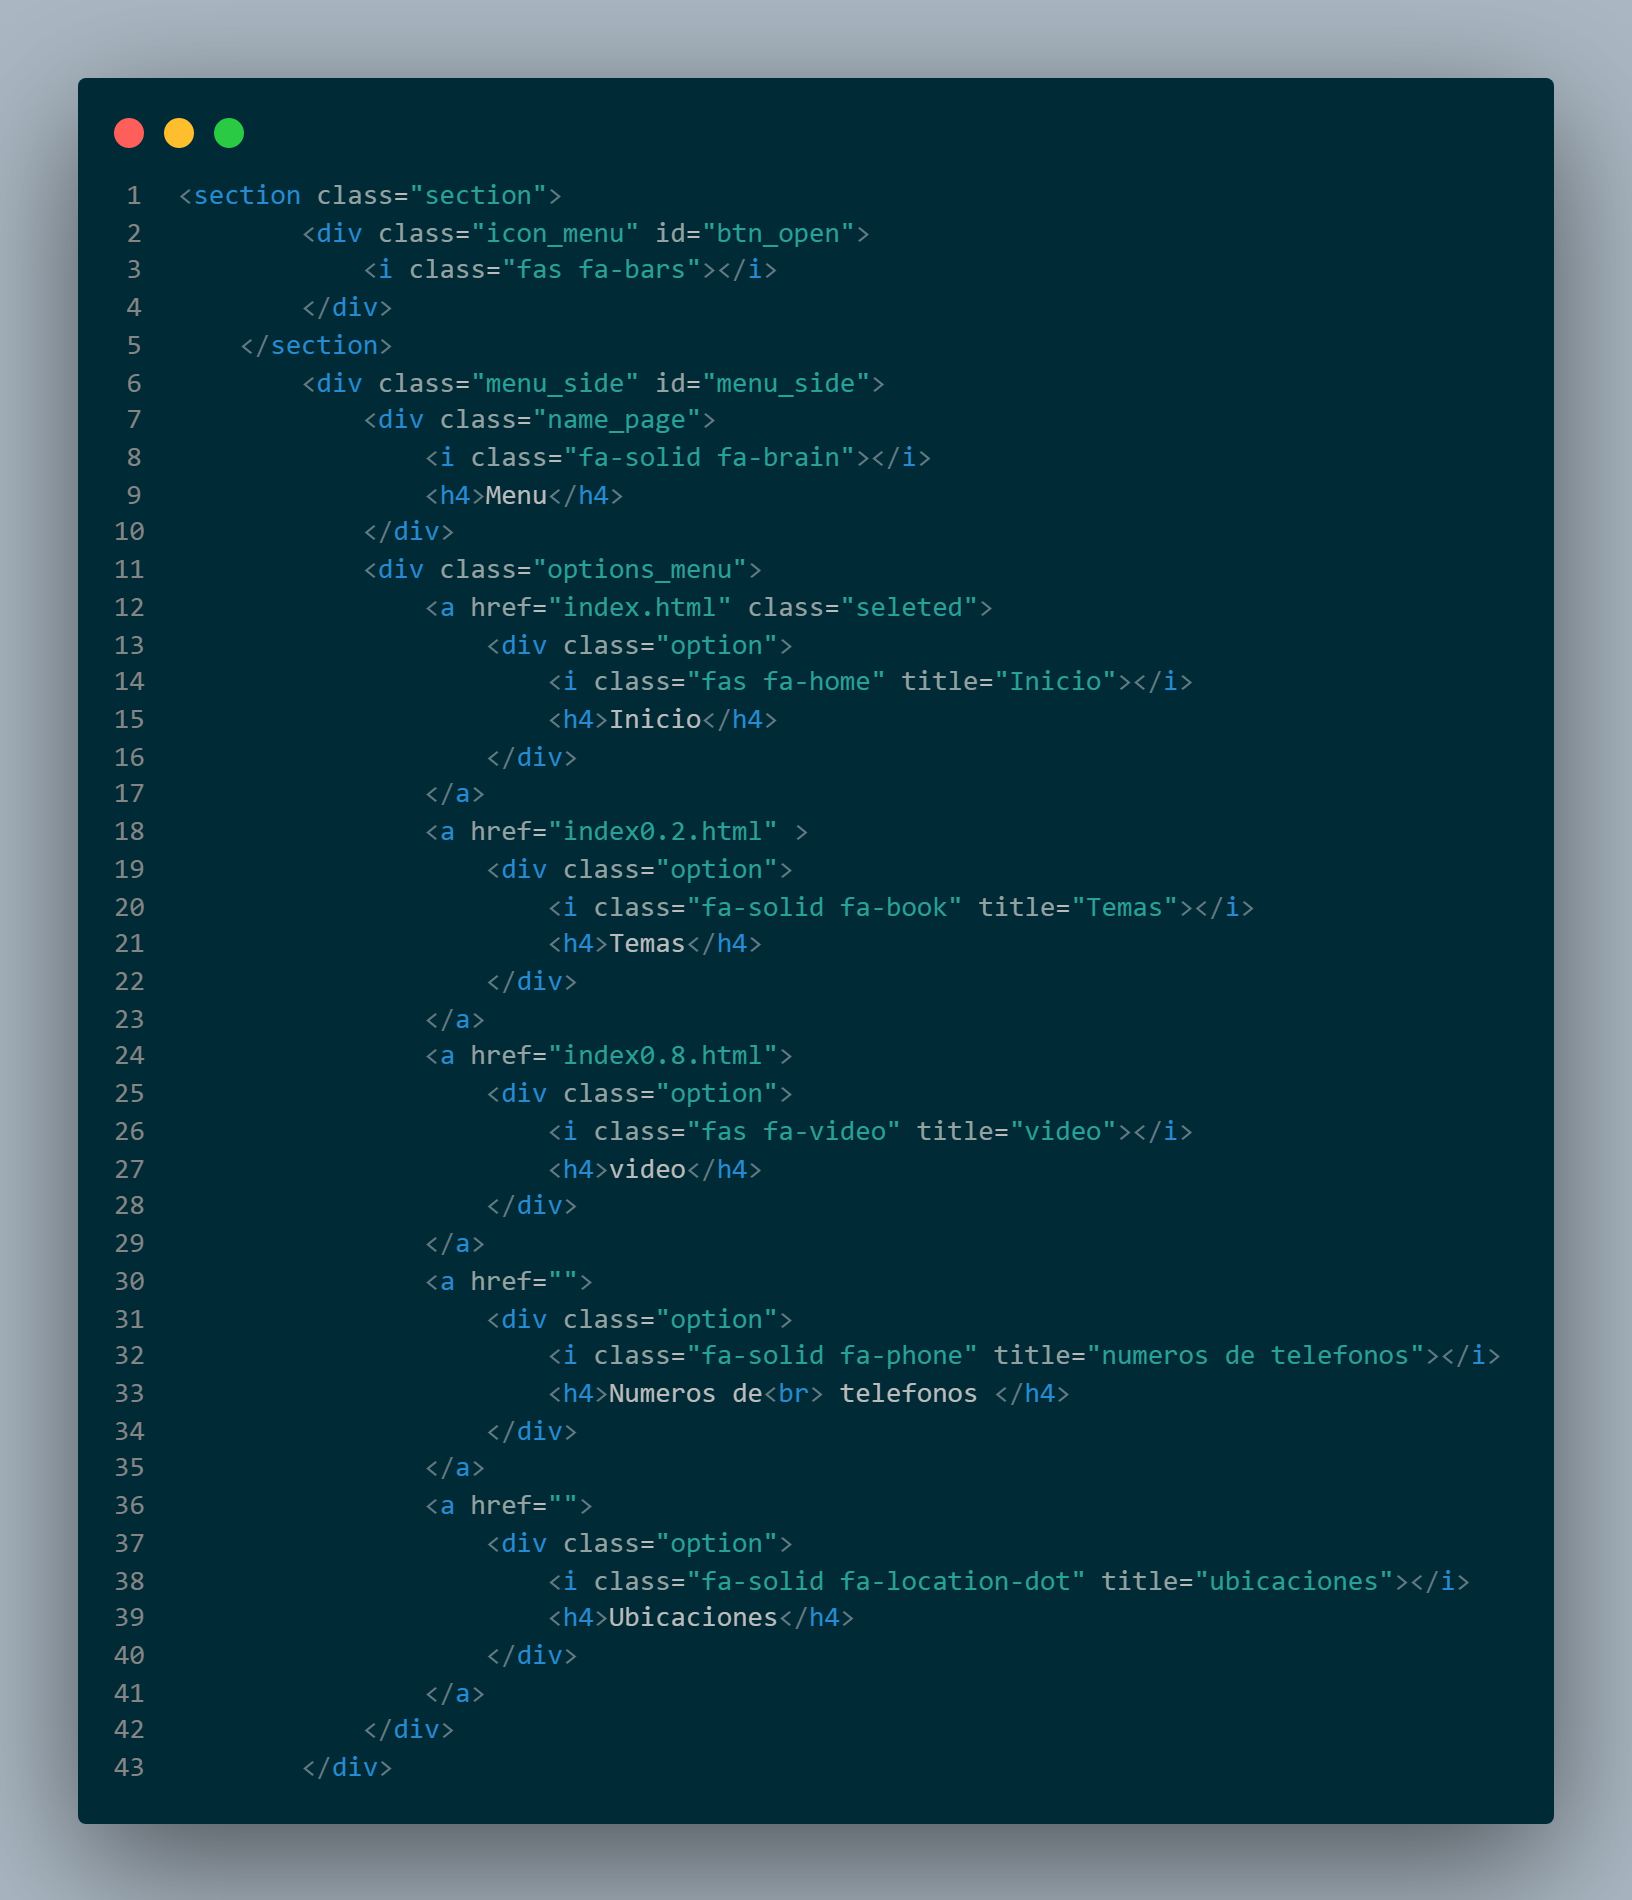 1 <section class="section">
2         <div class="icon_menu" id="btn_open">
3             <i class="fas fa-bars"></i>
4         </div>
5     </section>
6         <div class="menu_side" id="menu_side">
7             <div class="name_page">
8                 <i class="fa-solid fa-brain"></i>
9                 <h4>Menu</h4>
10             </div>
11             <div class="options_menu">
12                 <a href="index.html" class="seleted">
13                     <div class="option">
14                         <i class="fas fa-home" title="Inicio"></i>
15                         <h4>Inicio</h4>
16                     </div>
17                 </a>
18                 <a href="index0.2.html" >
19                     <div class="option">
20                         <i class="fa-solid fa-book" title="Temas"></i>
21                         <h4>Temas</h4>
22                     </div>
23                 </a>
24                 <a href="index0.8.html">
25                     <div class="option">
26                         <i class="fas fa-video" title="video"></i>
27                         <h4>video</h4>
28                     </div>
29                 </a>
30                 <a href="">
31                     <div class="option">
32                         <i class="fa-solid fa-phone" title="numeros de telefonos"></i>
33                         <h4>Numeros de<br> telefonos </h4>
34                     </div>
35                 </a>
36                 <a href="">
37                     <div class="option">
38                         <i class="fa-solid fa-location-dot" title="ubicaciones"></i>
39                         <h4>Ubicaciones</h4>
40                     </div>
41                 </a>
42             </div>
43         </div>